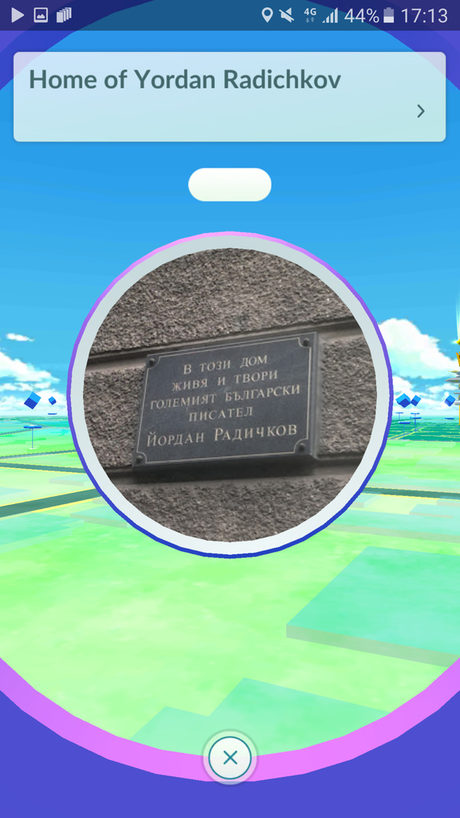 4G 44% 17:13
Home of Yordan Radichkov
В ТОЗИ ДОМ
ЖИВЯ И ТВОРИ
ГОЛЕМИЯТ БЪЛГАРСКИ
ПИСАТЕЛ
ЙОРДАН РАДИЧКОВ